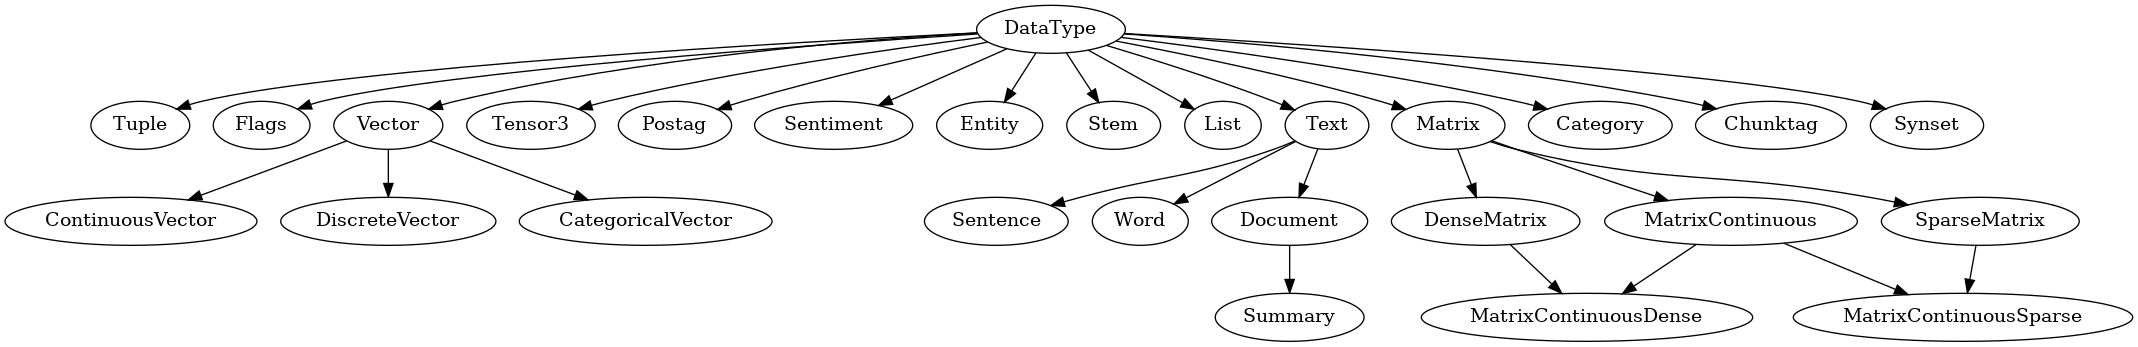 DataType
Tuple
Flags
Vector
Tensor3
Postag
Sentiment
Entity
Stem
List
Text
Matrix
Category
Chunktag
Synset
ContinuousVector
DiscreteVector
CategoricalVector
Sentence
Word
Document
DenseMatrix
MatrixContinuous
SparseMatrix
Summary
MatrixContinuousDense
MatrixContinuousSparse